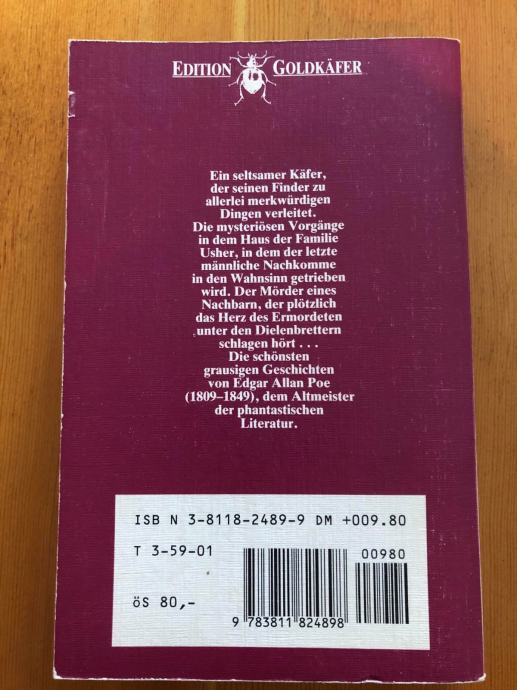 EDITION GOLDKÄFER
Ein seltsamer Käfer,
der seinen Finder zu
allerlei merkwürdigen
Dingen verleitet.
Die mysteriösen Vorgänge
in dem Haus der Familie
Usher, in dem der letzte
männliche Nachkomme
in den Wahnsinn getrieben
wird. Der Mörder eines
Nachbarn, der plötzlich
das Herz des Ermordeten
unter den Dielenbrettern
schlagen hört . . .
Die schönsten
grausigen Geschichten
von Edgar Allan Poe
(1809–1849), dem Altmeister
der phantastischen
Literatur.
ISB N 3-8118-2489-9 DM +009.80
T 3-59-01
00980
öS 80,-
9 783811 824898